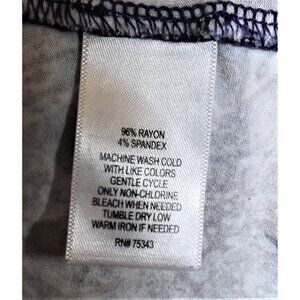 96% RAYON
4% SPANDEX
MACHINE WASH COLD
WITH LIKE COLORS
GENTLE CYCLE
ONLY NON-CHLORINE
BLEACH WHEN NEEDED
TUMBLE DRY LOW
WARM IRON IF NEEDED
RN# 75343